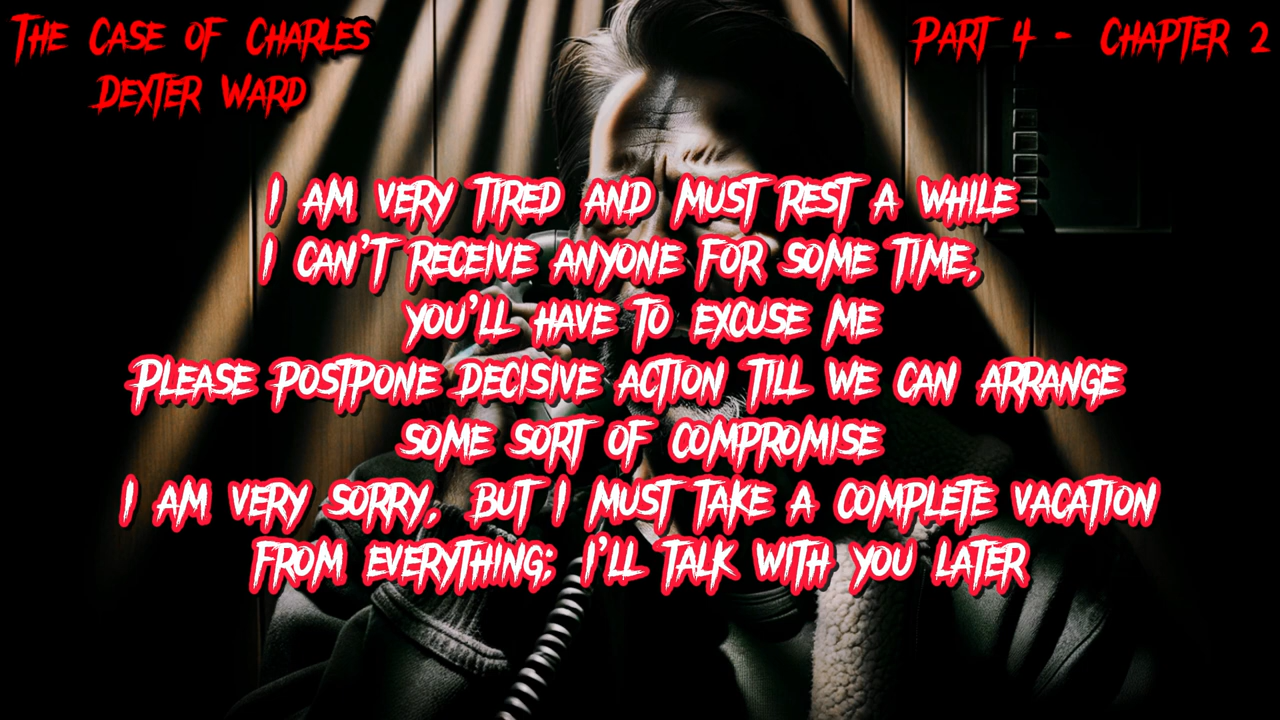 The Case of Charles
Dexter Ward
Part 4 - Chapter 2
I am very tired and must rest a while
I can't receive anyone for some time,
you'll have to excuse me
Please postpone decisive action till we can arrange
some sort of compromise
I am very sorry, but I must take a complete vacation
from everything; I'll talk with you later